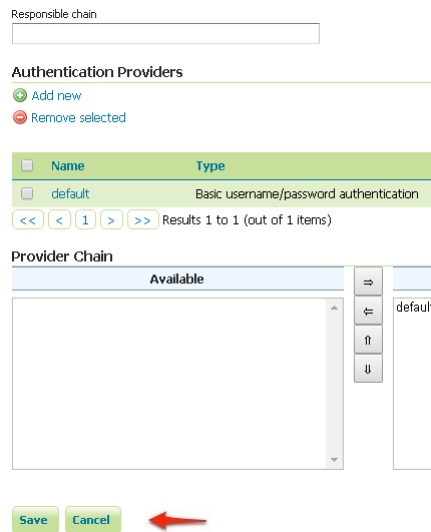 Responsible chain
Authentication Providers
Add new
Remove selected
Name Type
default Basic username/password authentication
<< < 1 > >> Results 1 to 1 (out of 1 items)
Provider Chain
Available ⇒
⇐ default
⇑
⇓
Save Cancel